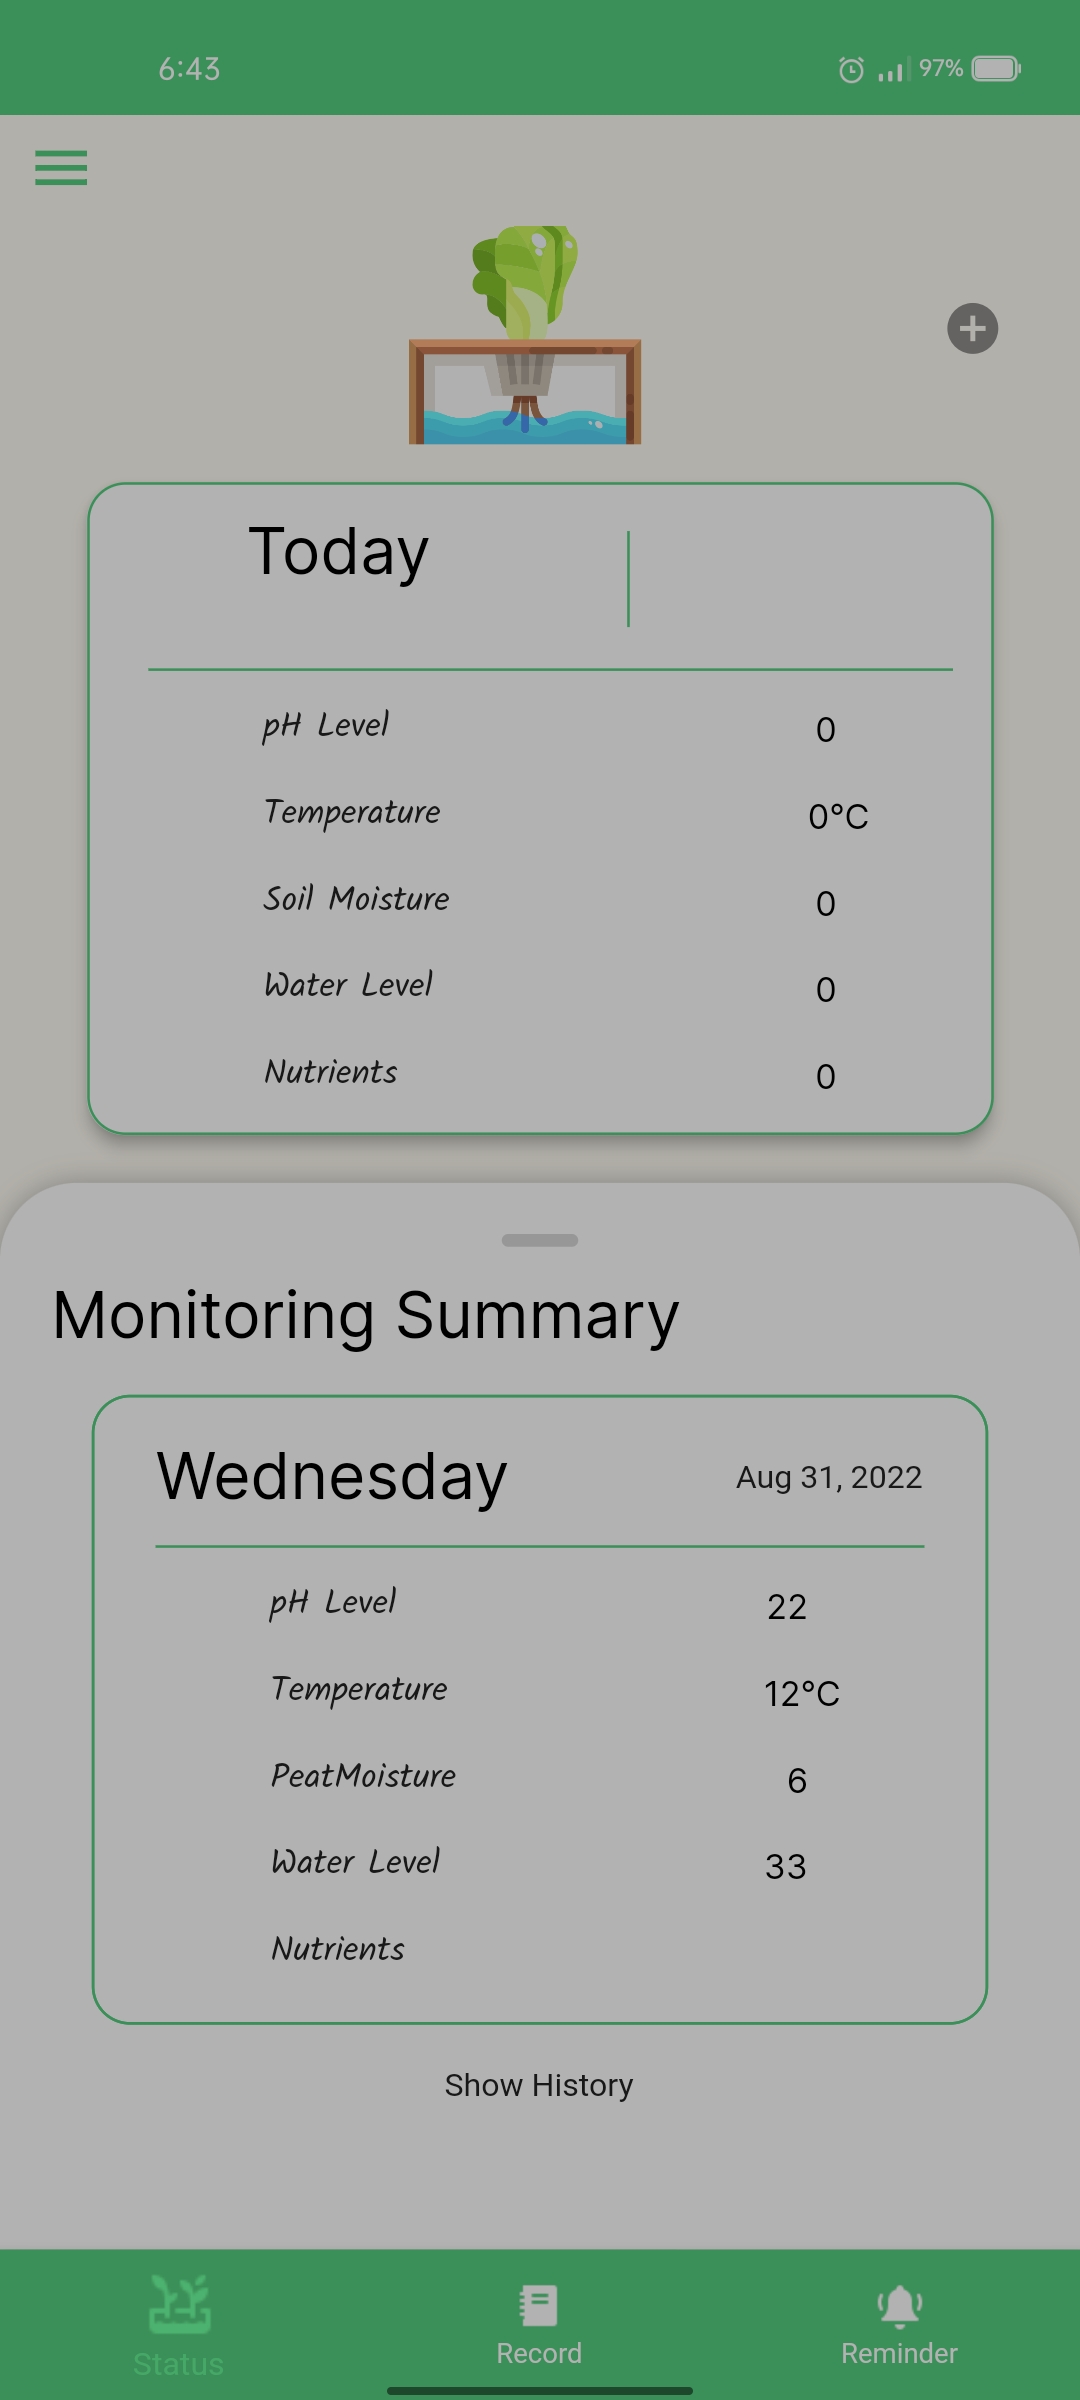 6:43 97%
Today
pH Level 0
Temperature 0°C
Soil Moisture 0
Water Level 0
Nutrients 0
Monitoring Summary
Wednesday Aug 31, 2022
pH Level 22
Temperature 12°C
PeatMoisture 6
Water Level 33
Nutrients
Show History
Status Record Reminder